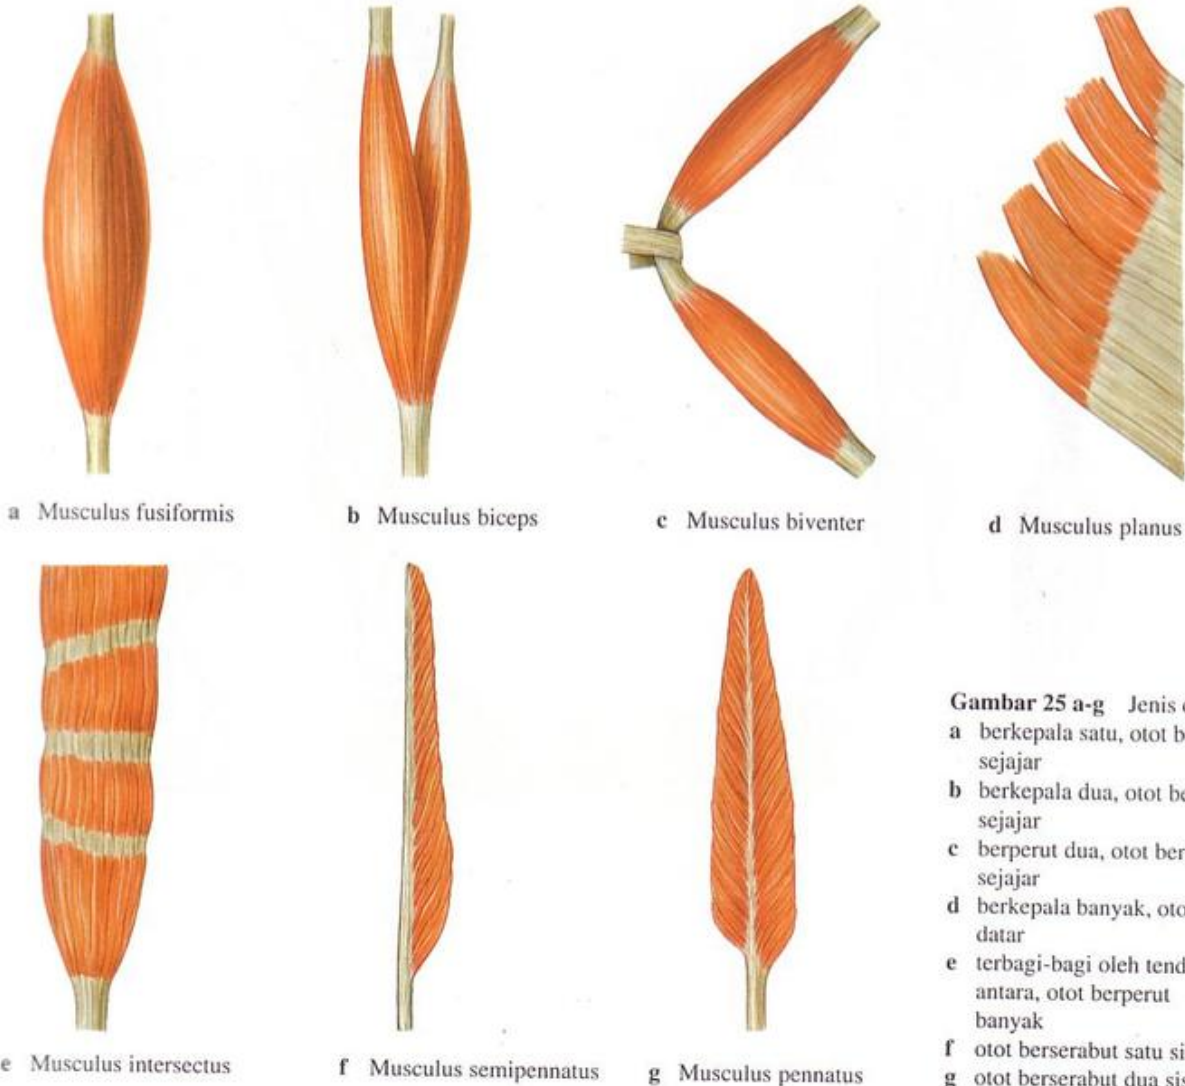 a Musculus fusiformis
b Musculus biceps
c Musculus biventer
d Musculus planus
e Musculus intersectus
f Musculus semipennatus
g Musculus pennatus
Gambar 25 a-g Jenis
a berkepala satu, otot
sejajar
b berkepala dua, otot
sejajar
c berperut dua, otot
sejajar
d berkepala banyak,
datar
e terbagi-bagi oleh
antara, otot berperut
banyak
f otot berserabut satu
g otot berserabut dua